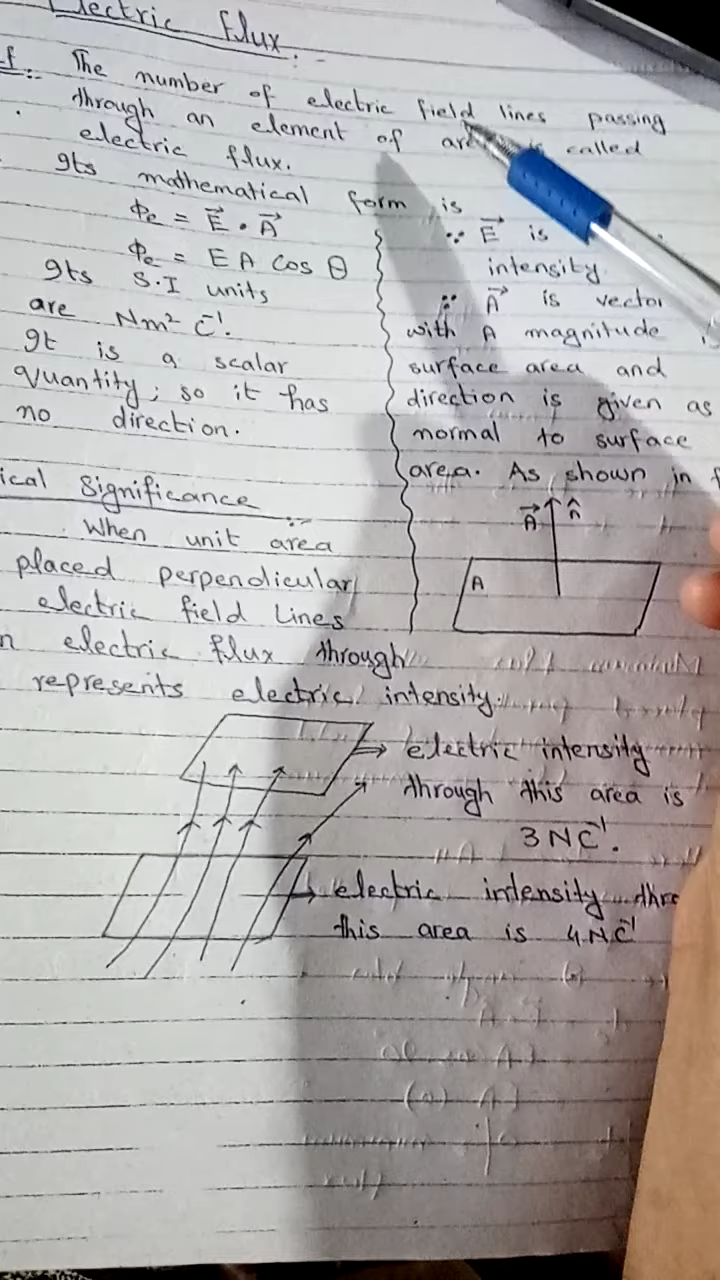 Electric flux :-
The number of electric field lines passing
through an element of called
electric flux.
Its mathematical form is
Φe = E⃗ . A⃗
Φe = E A Cos θ
Its S.I units
are Nm² C⁻¹.
It is a scalar
quantity; so it has
no direction.
∵ E⃗ is
intensity
∵ A⃗ is vector
with A magnitude
surface area and
direction is given as
normal to surface
area. As shown in
A⃗ n̂
A
Significance :-
When unit area
placed perpendicular
electric field Lines
electric flux through
represents electric intensity.
electric intensity
through this area is
3 NC⁻¹.
electric intensity
this area is 4 NC⁻¹